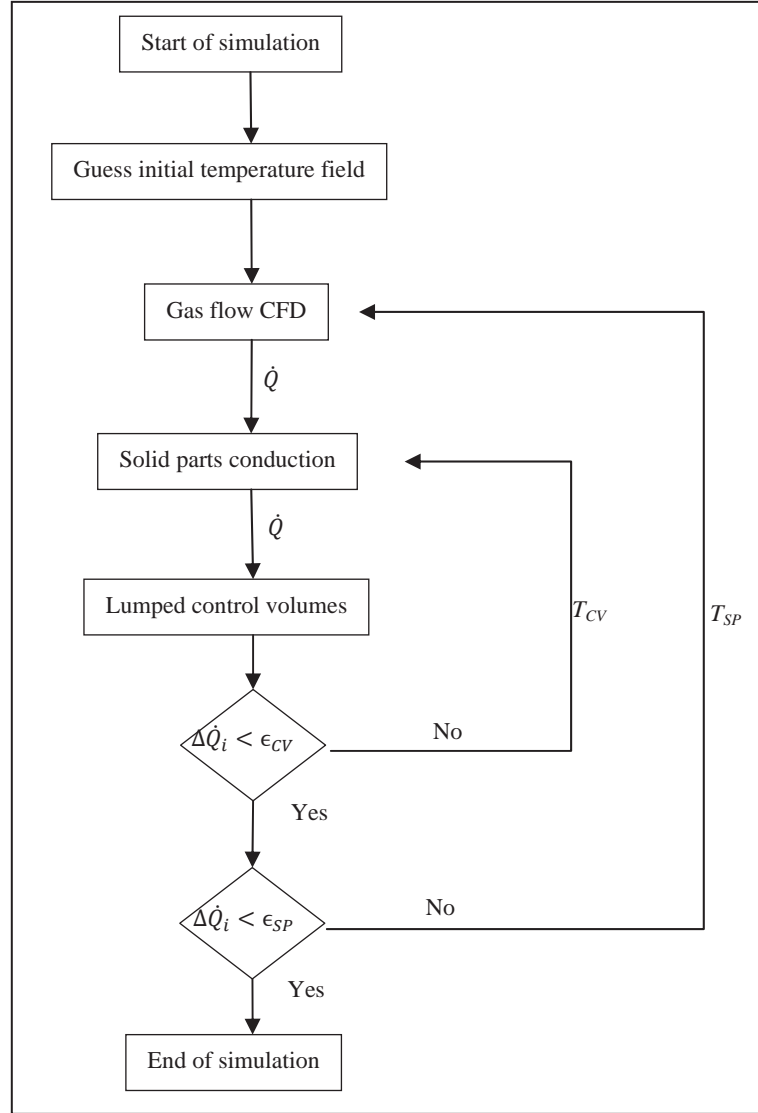 Start of simulation
Guess initial temperature field
Gas flow CFD
Q̇
Solid parts conduction
Q̇
Lumped control volumes
T_CV
T_SP
ΔQ̇_i < ϵ_CV
No
Yes
ΔQ̇_i < ϵ_SP
No
Yes
End of simulation